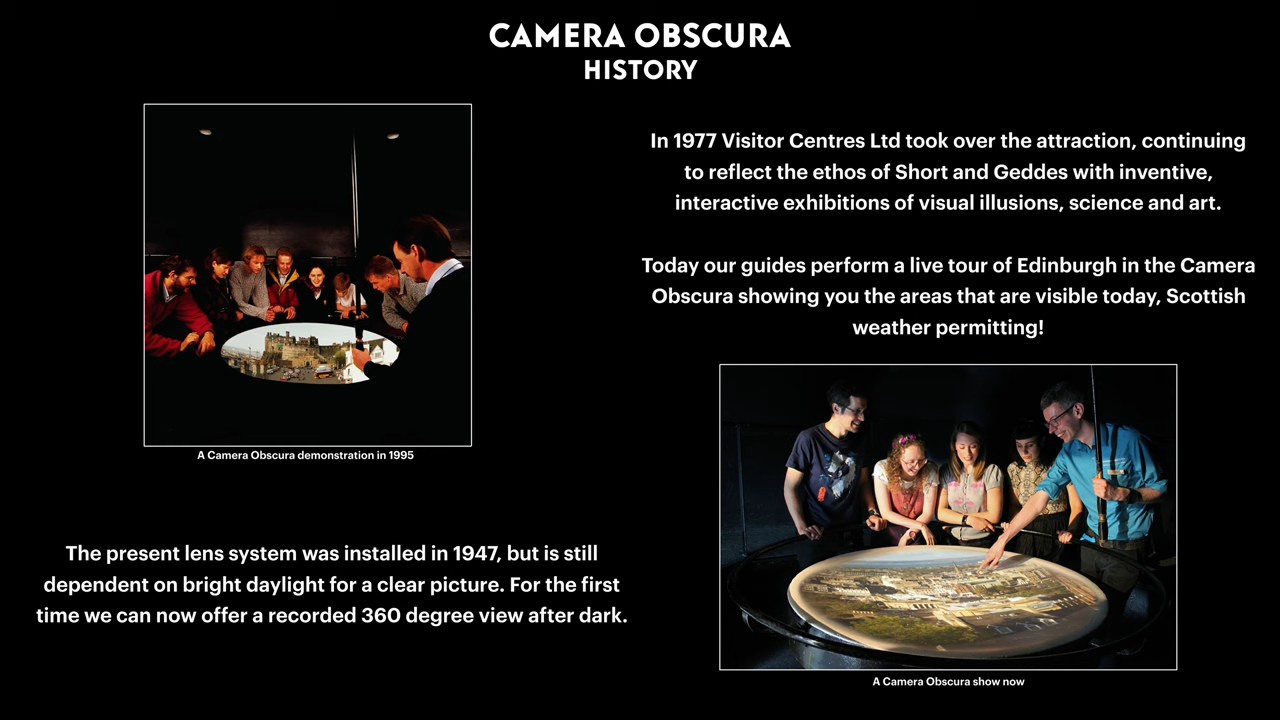 CAMERA OBSCURA
HISTORY
In 1977 Visitor Centres Ltd took over the attraction, continuing
to reflect the ethos of Short and Geddes with inventive,
interactive exhibitions of visual illusions, science and art.
Today our guides perform a live tour of Edinburgh in the Camera
Obscura showing you the areas that are visible today, Scottish
weather permitting!
A Camera Obscura demonstration in 1995
The present lens system was installed in 1947, but is still
dependent on bright daylight for a clear picture. For the first
time we can now offer a recorded 360 degree view after dark.
A Camera Obscura show now